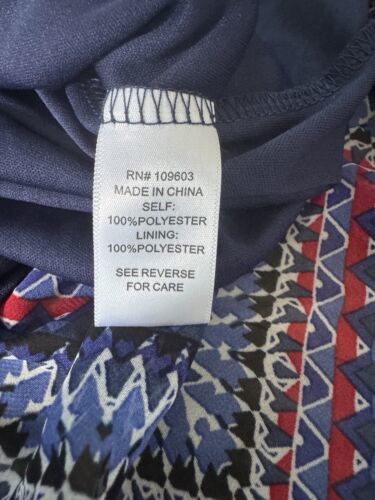 RN# 109603
MADE IN CHINA
SELF:
100%POLYESTER
LINING:
100%POLYESTER
SEE REVERSE
FOR CARE